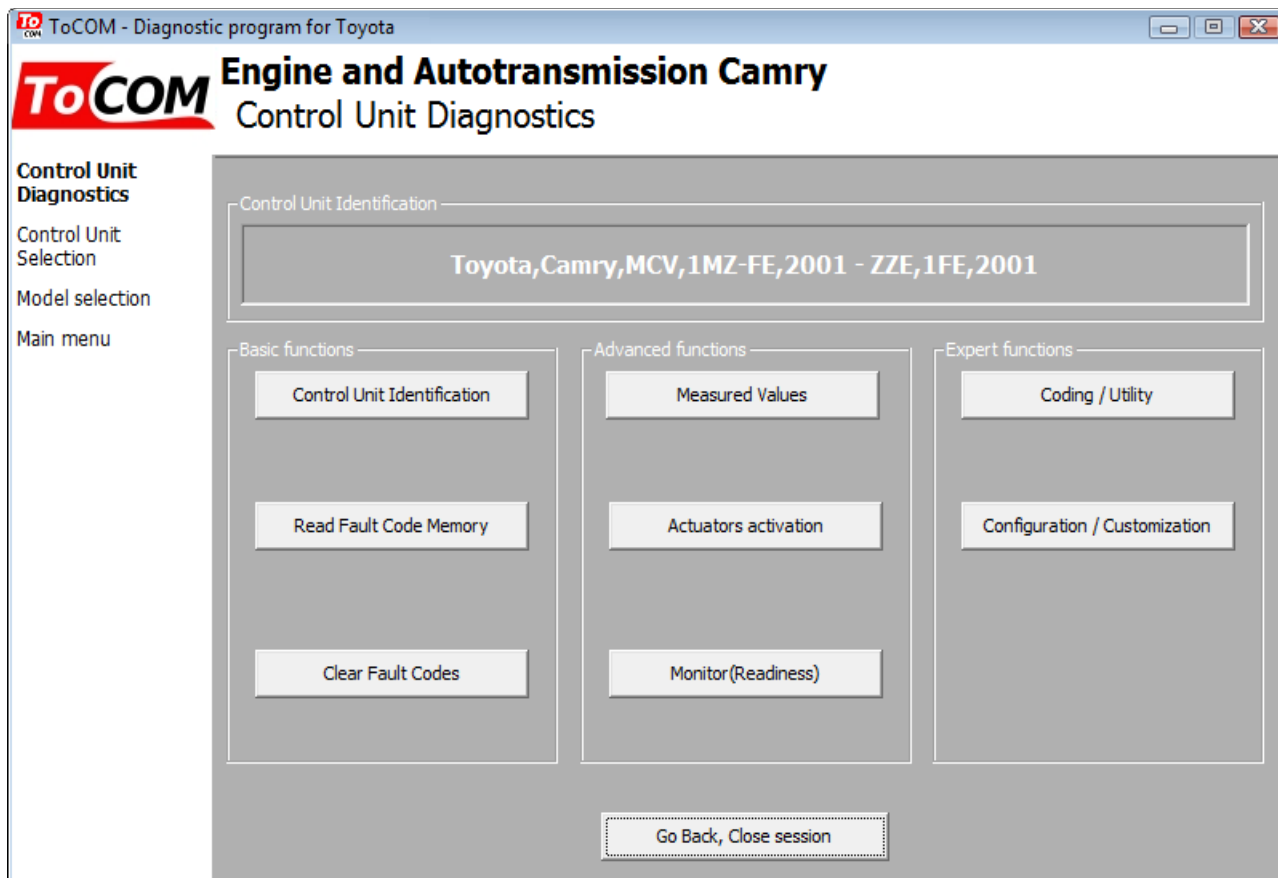 To
COM
ToCOM - Diagnostic program for Toyota
ToCOM
Engine and Autotransmission Camry
Control Unit Diagnostics
Control Unit
Diagnostics
Control Unit
Selection
Model selection
Main menu
Control Unit Identification
Toyota,Camry,MCV,1MZ-FE,2001 - ZZE,1FE,2001
Basic functions
Control Unit Identification
Read Fault Code Memory
Clear Fault Codes
Advanced functions
Measured Values
Actuators activation
Monitor(Readiness)
Expert functions
Coding / Utility
Configuration / Customization
Go Back, Close session